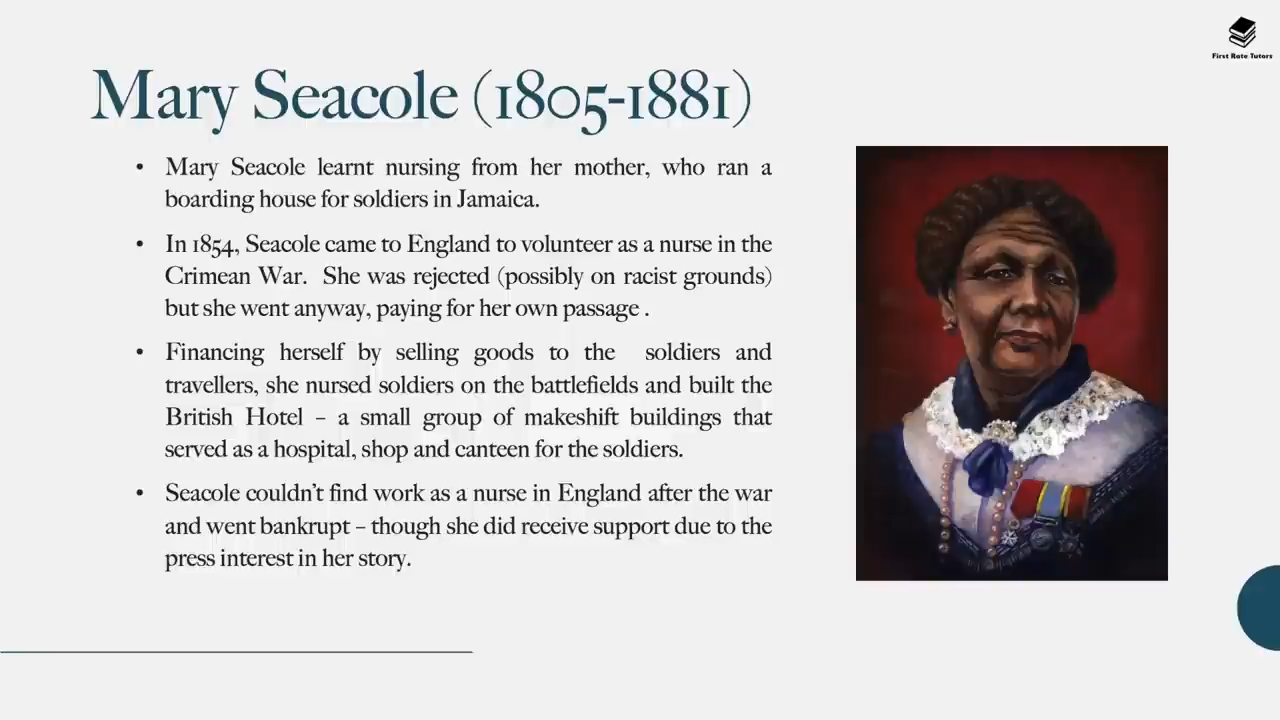 First Rate Tutors
Mary Seacole (1805-1881)
• Mary Seacole learnt nursing from her mother, who ran a
boarding house for soldiers in Jamaica.
• In 1854, Seacole came to England to volunteer as a nurse in the
Crimean War. She was rejected (possibly on racist grounds)
but she went anyway, paying for her own passage .
• Financing herself by selling goods to the soldiers and
travellers, she nursed soldiers on the battlefields and built the
British Hotel – a small group of makeshift buildings that
served as a hospital, shop and canteen for the soldiers.
• Seacole couldn't find work as a nurse in England after the war
and went bankrupt – though she did receive support due to the
press interest in her story.